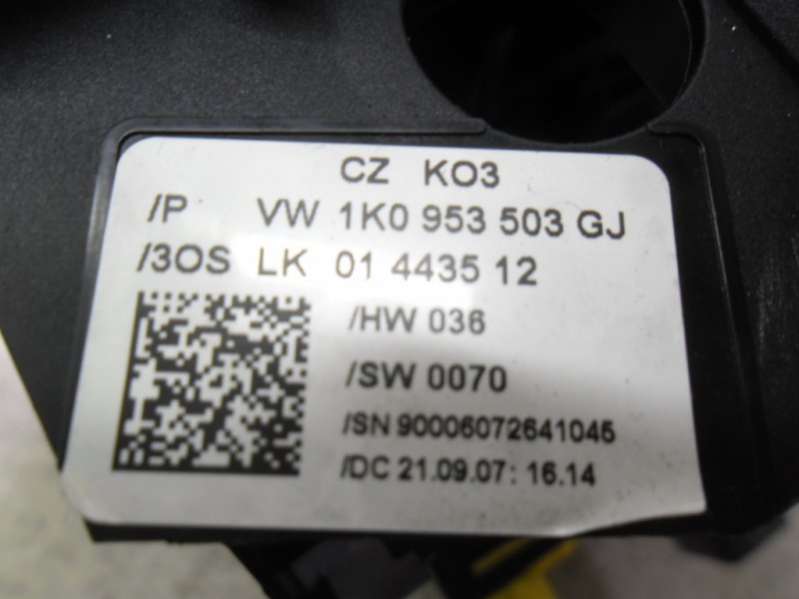 CZ KO3
/P VW 1K0 953 503 GJ
/3OS LK 01 4435 12
/HW 036
/SW 0070
/SN 90006072641045
/DC 21.09.07: 16.14